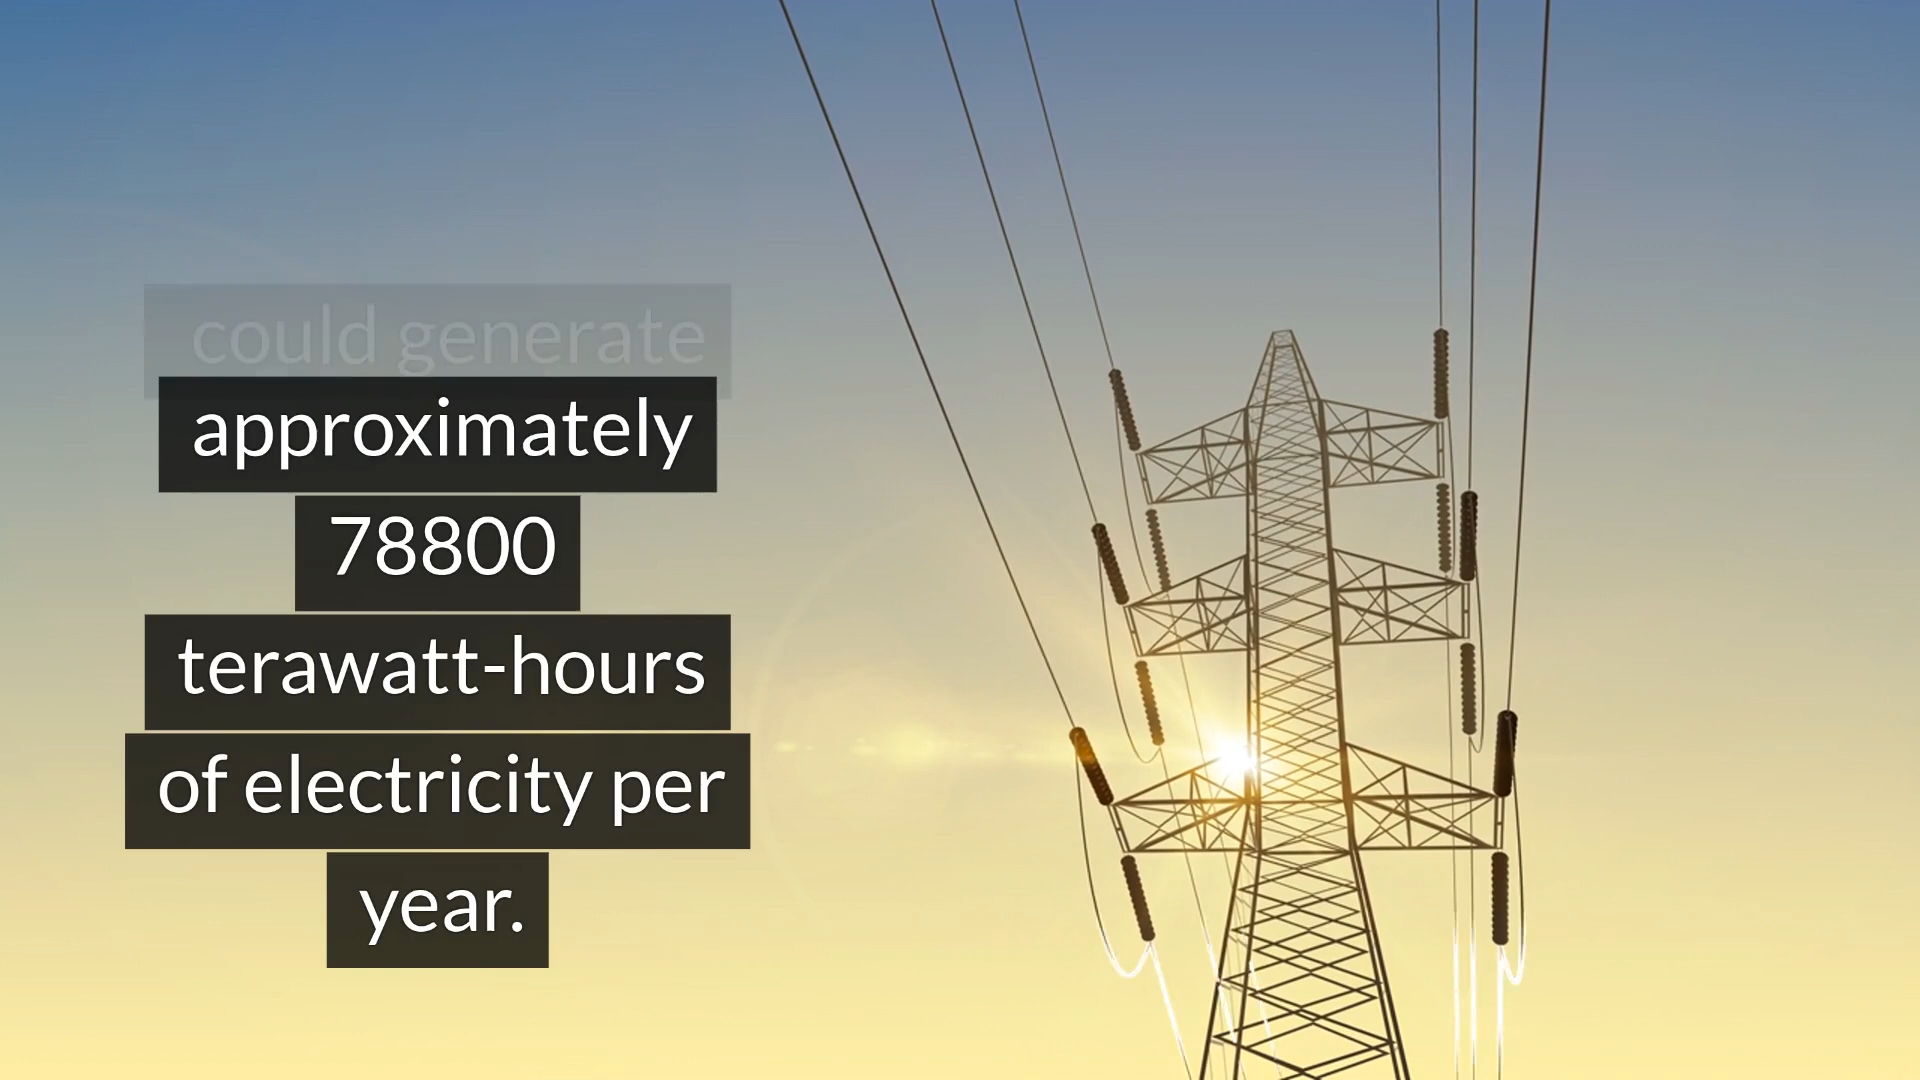 could generate
approximately
78800
terawatt-hours
of electricity per
year.